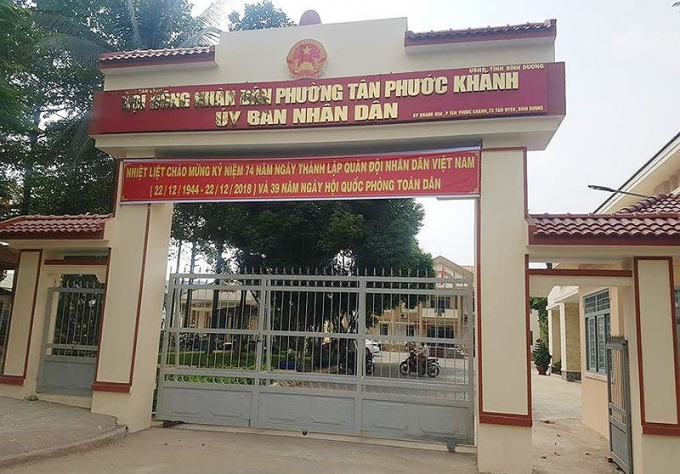 UBND TỈNH BÌNH DƯƠNG
HỘI ĐỒNG NHÂN DÂN PHƯỜNG TÂN PHƯỚC KHÁNH
ỦY BAN NHÂN DÂN
KP KHÁNH HÒA, P TÂN PHƯỚC KHÁNH, TX TÂN UYÊN, BÌNH DƯƠNG
NHIỆT LIỆT CHÀO MỪNG KỶ NIỆM 74 NĂM NGÀY THÀNH LẬP QUÂN ĐỘI NHÂN DÂN VIỆT NAM
( 22/12/1944 - 22/12/2018 ) VÀ 39 NĂM NGÀY HỘI QUỐC PHÒNG TOÀN DÂN